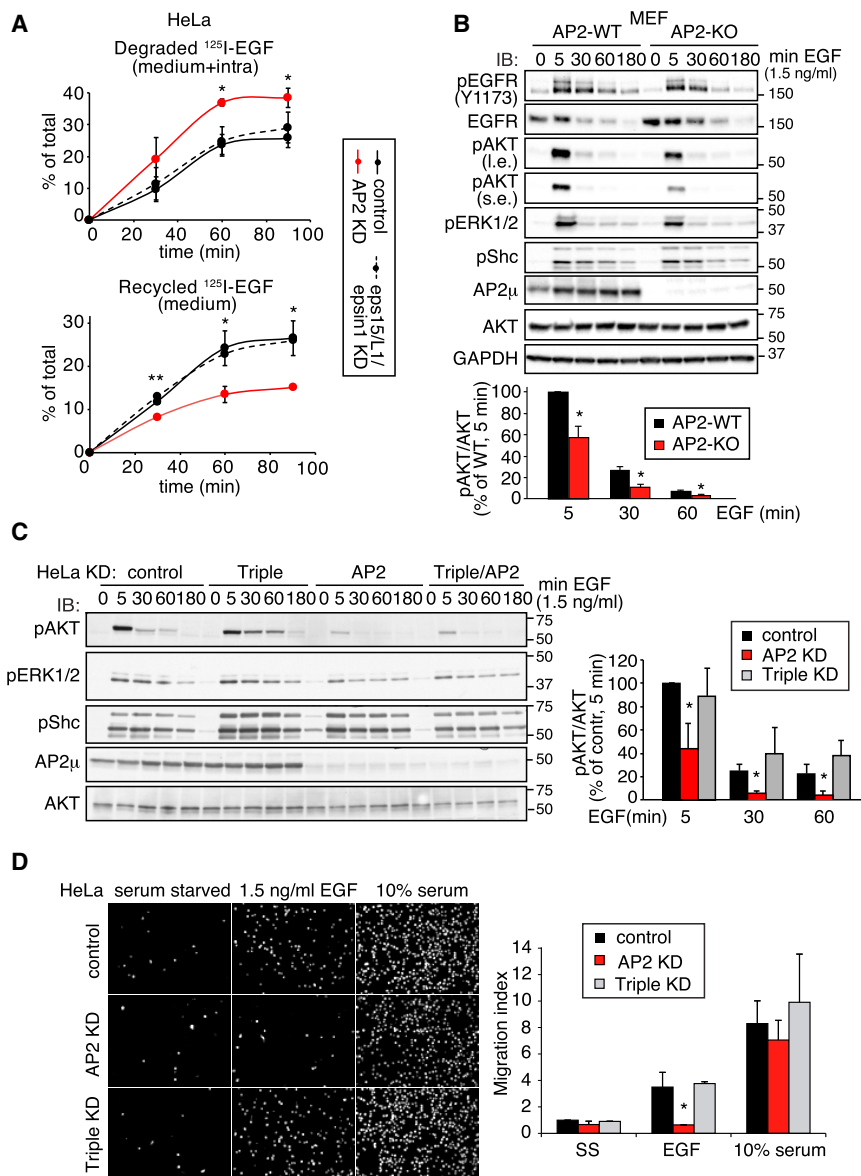 A
HeLa
Degraded ¹²⁵I-EGF
(medium+intra)
% of total
40
30
20
10
0
*
*
0 20 40 60 80 100
time (min)
Recycled ¹²⁵I-EGF
(medium)
% of total
30
20
10
0
**
*
*
0 20 40 60 80 100
time (min)
control
AP2 KD
eps15/L1/
epsin1 KD
B
MEF
AP2-WT AP2-KO
IB: 0 5 30 60 180 0 5 30 60 180 min EGF
(1.5 ng/ml)
pEGFR
(Y1173)
150
EGFR
150
pAKT
(l.e.)
50
pAKT
(s.e.)
50
pERK1/2
50
37
pShc
50
AP2μ
50
AKT
75
50
GAPDH
37
pAKT/AKT
(% of WT, 5 min)
100
80
60
40
20
0
*
*
*
AP2-WT
AP2-KO
5 30 60 EGF (min)
C
HeLa KD: control Triple AP2 Triple/AP2
IB: 0 5 30 60 180 0 5 30 60 180 0 5 30 60 180 0 5 30 60 180 min EGF
(1.5 ng/ml)
pAKT
75
50
pERK1/2
50
37
pShc
75
50
AP2μ
50
AKT
75
50
control
AP2 KD
Triple KD
pAKT/AKT
(% of contr, 5 min)
120
100
80
60
40
20
0
*
*
*
EGF(min) 5 30 60
D
HeLa serum starved 1.5 ng/ml EGF 10% serum
control
AP2 KD
Triple KD
control
AP2 KD
Triple KD
Migration index
14
12
10
8
6
4
2
0
*
SS EGF 10% serum